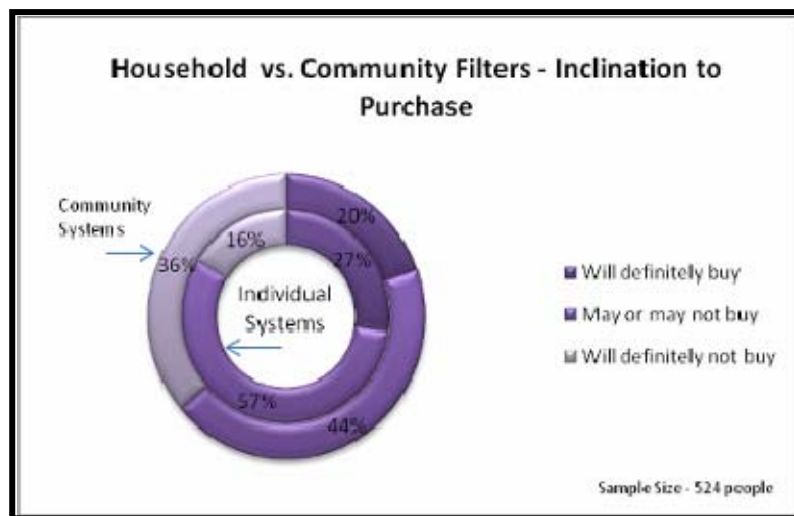 Household vs. Community Filters - Inclination to
Purchase
Community
Systems
20%
16%
27%
36%
Individual
Systems
57%
44%
Will definitely buy
May or may not buy
Will definitely not buy
Sample Size - 524 people